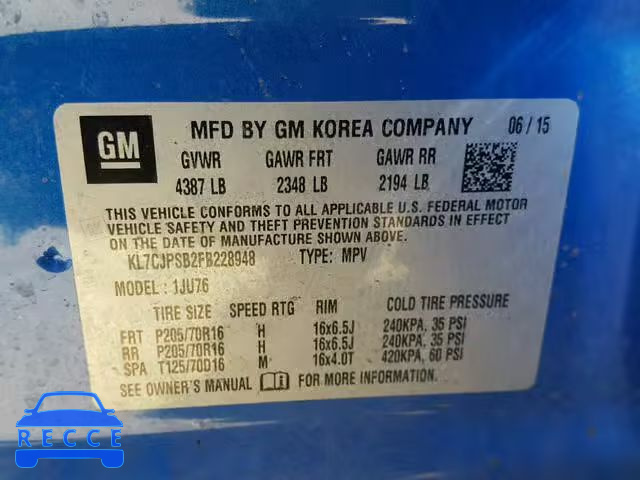 GM
MFD BY GM KOREA COMPANY 06 / 15
GVWR GAWR FRT GAWR RR
4387 LB 2348 LB 2194 LB
THIS VEHICLE CONFORMS TO ALL APPLICABLE U.S. FEDERAL MOTOR
VEHICLE SAFETY AND THEFT PREVENTION STANDARDS IN EFFECT
ON THE DATE OF MANUFACTURE SHOWN ABOVE.
KL7CJPSB2FB228948 TYPE: MPV
MODEL : 1JU76
TIRE SIZE SPEED RTG RIM COLD TIRE PRESSURE
FRT P205/70R16 H 16x6.5J 240KPA, 35 PSI
RR P205/70R16 H 16x6.5J 240KPA, 35 PSI
SPA T125/70D16 M 16x4.0T 420KPA, 60 PSI
SEE OWNER'S MANUAL FOR MORE INFORMATION.
RECCE